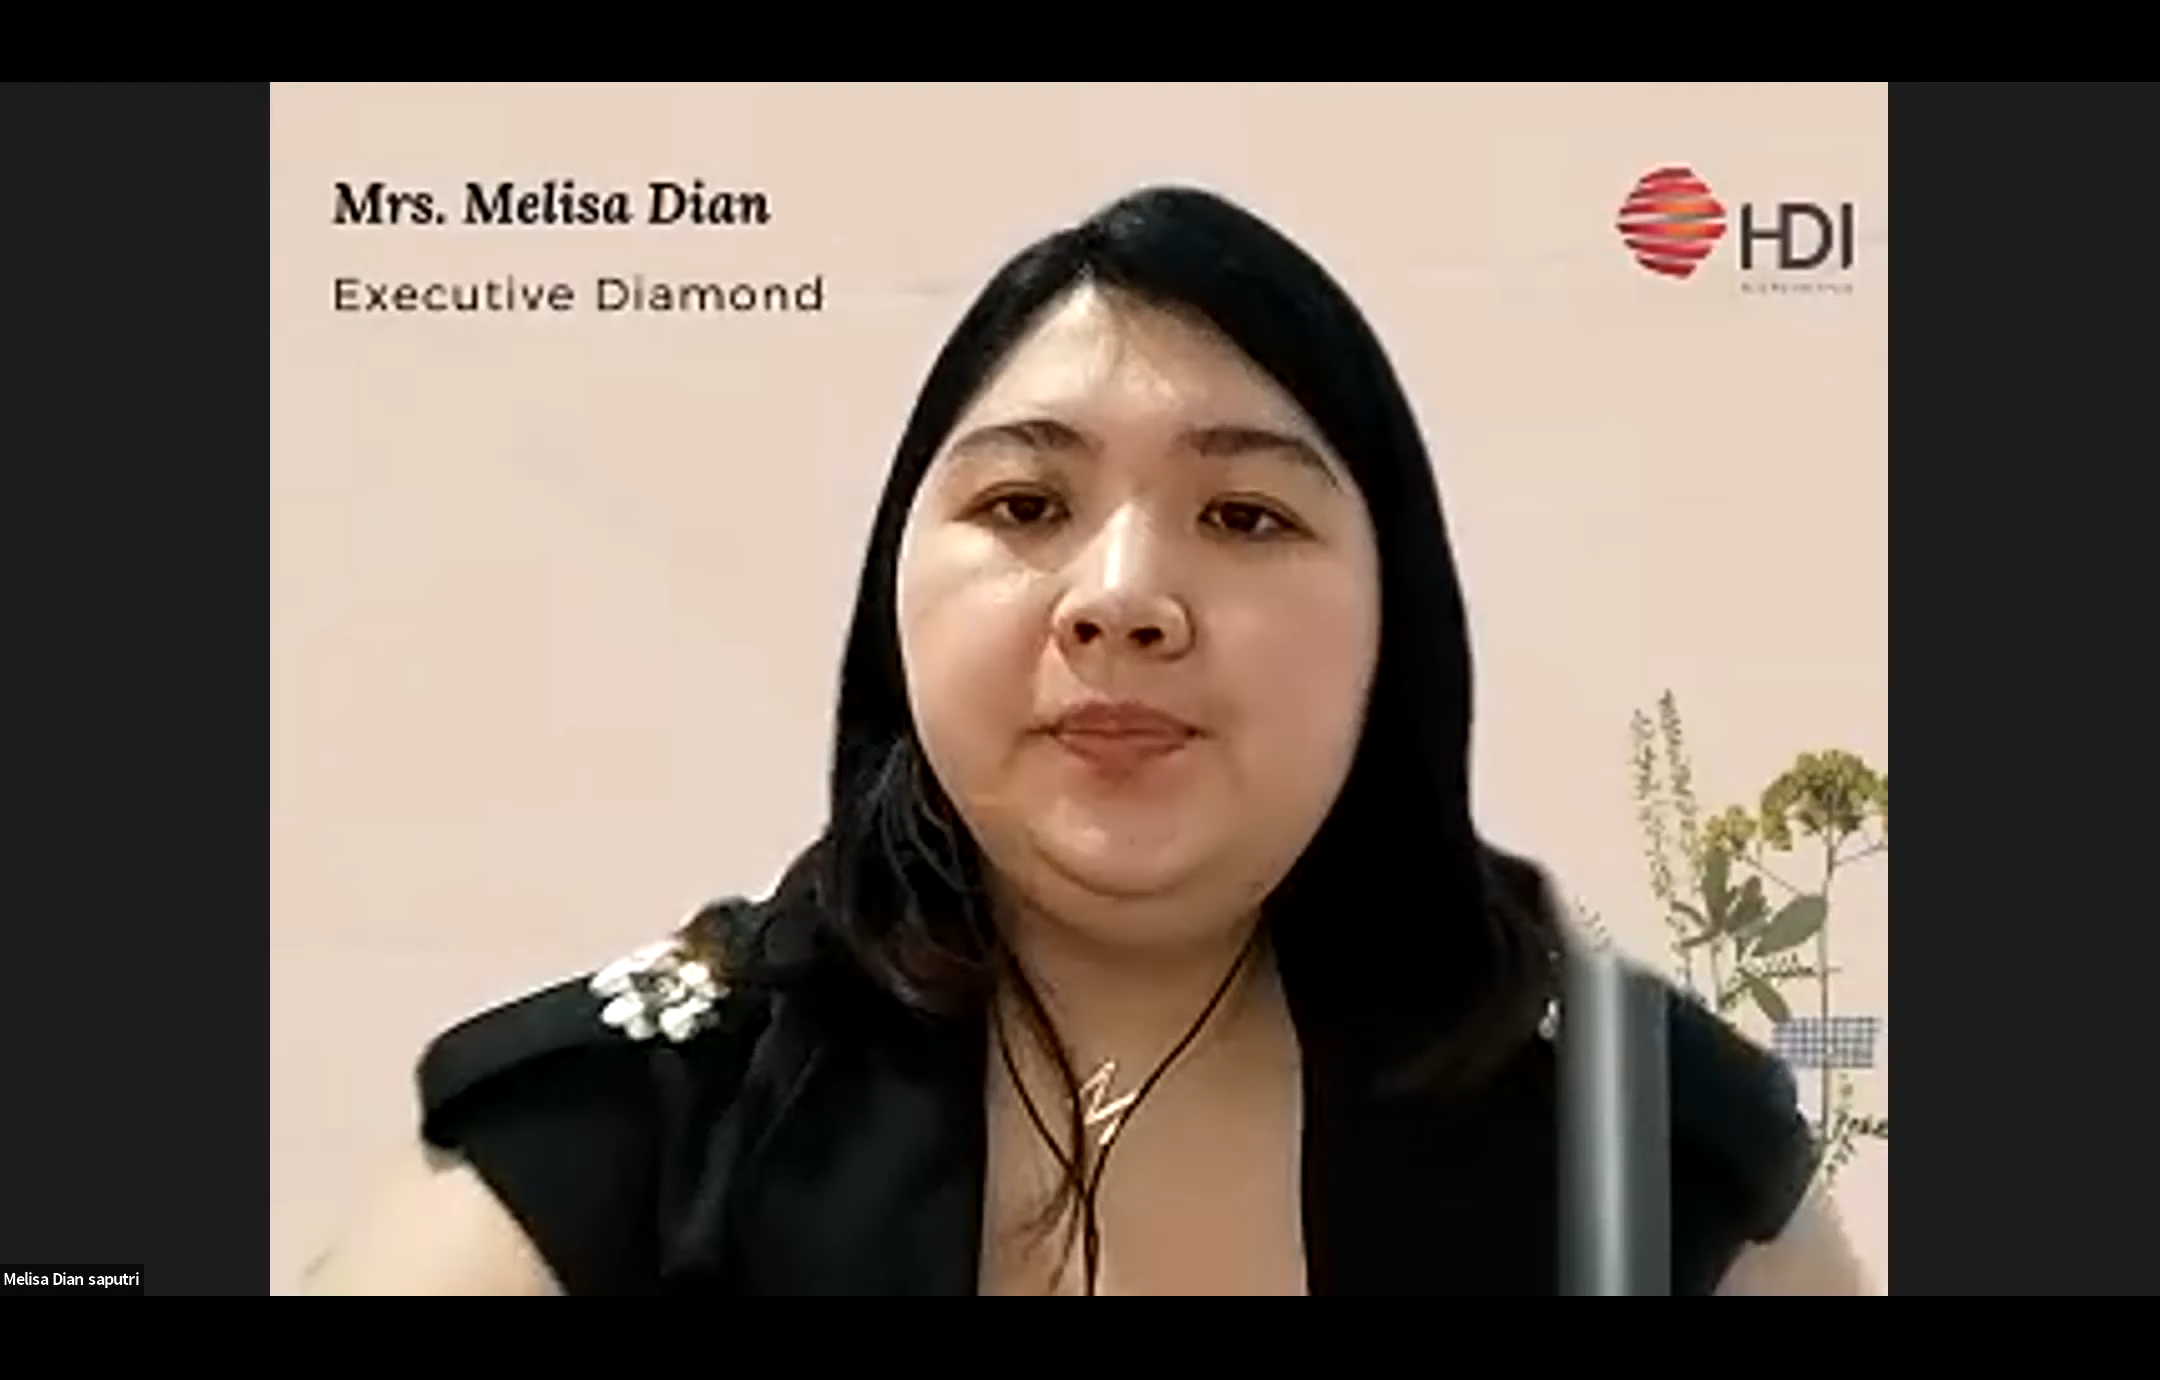 Mrs. Melisa Dian
Executive Diamond
HDI
Melisa Dian saputri